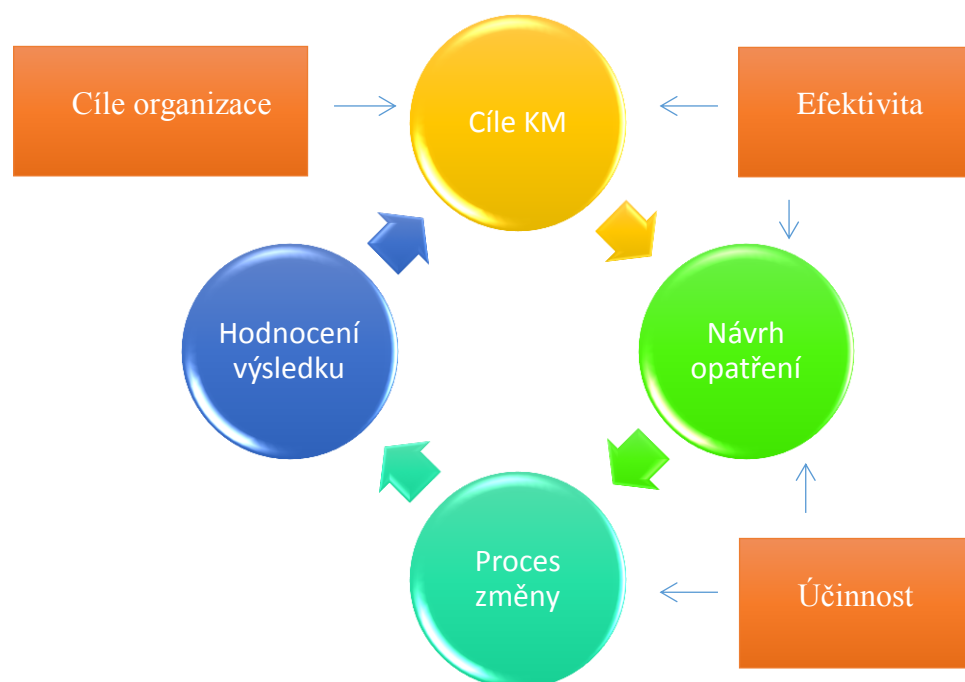 Cíle organizace
Cíle KM
Efektivita
Hodnocení
výsledku
Návrh
opatření
Proces
změny
Účinnost